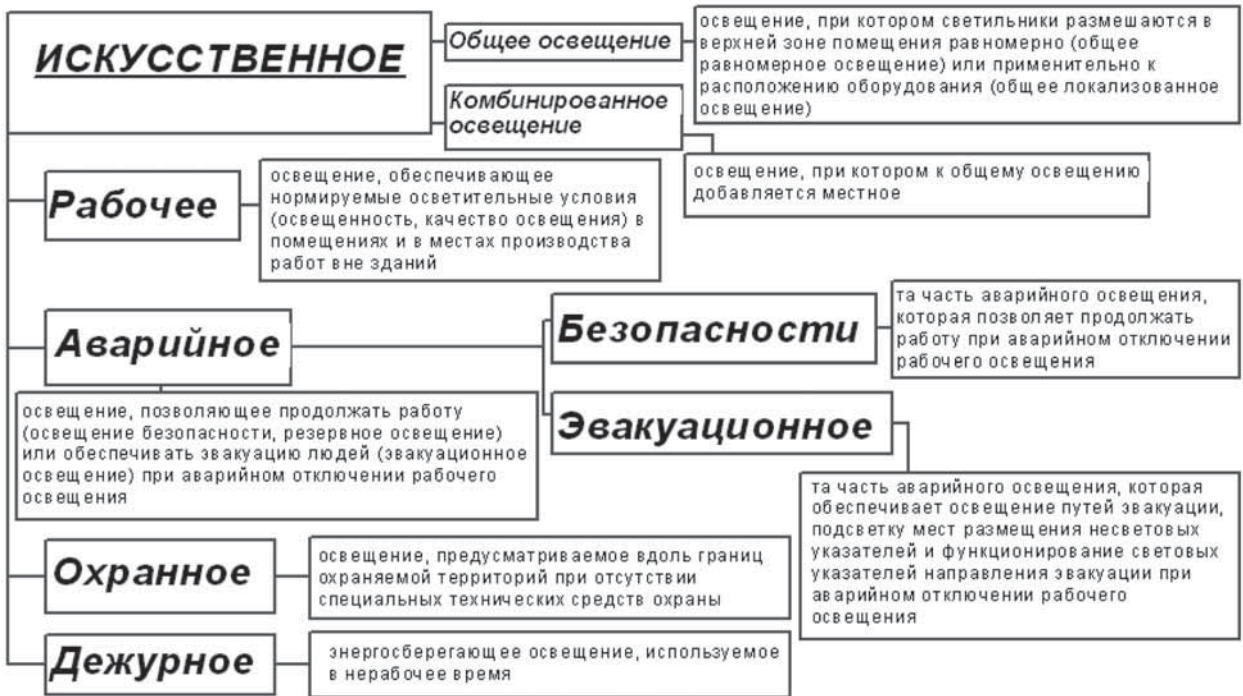 ИСКУССТВЕННОЕ
Общее освещение
освещение, при котором светильники размешаются в
верхней зоне помещения равномерно (общее
равномерное освещение) или применительно к
расположению оборудования (общее локализованное
освещение)
Комбинированное
освещение
освещение, при котором к общему освещению
добавляется местное
Рабочее
освещение, обеспечивающее
нормируемые осветительные условия
(освещенность, качество освещения) в
помещениях и в местах производства
работ вне зданий
Аварийное
освещение, позволяющее продолжать работу
(освещение безопасности, резервное освещение)
или обеспечивать эвакуацию людей (эвакуационное
освещение) при аварийном отключении рабочего
освещения
Безопасности
та часть аварийного освещения,
которая позволяет продолжать
работу при аварийном отключении
рабочего освещения
Эвакуационное
та часть аварийного освещения, которая
обеспечивает освещение путей эвакуации,
подсветку мест размещения несветовых
указателей и функционирование световых
указателей направления эвакуации при
аварийном отключении рабочего
освещения
Охранное
освещение, предусматриваемое вдоль границ
охраняемой территорий при отсутствии
специальных технических средств охраны
Дежурное
энергосберегающее освещение, используемое
в нерабочее время